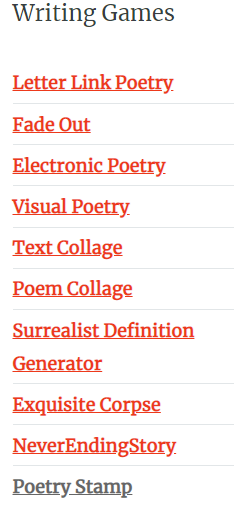 Writing Games
Letter Link Poetry
Fade Out
Electronic Poetry
Visual Poetry
Text Collage
Poem Collage
Surrealist Definition
Generator
Exquisite Corpse
NeverEndingStory
Poetry Stamp